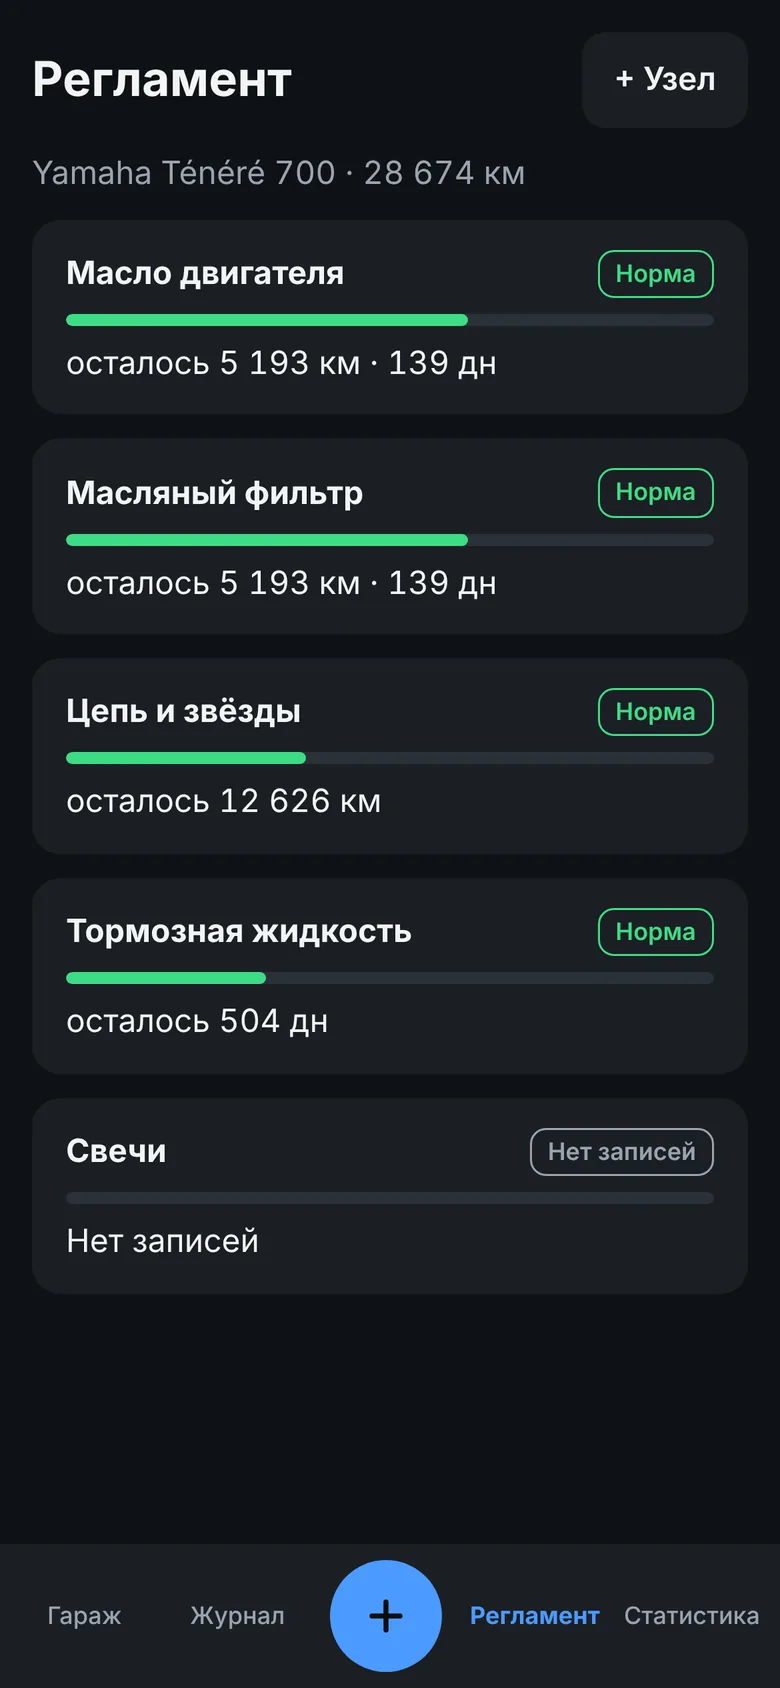 Регламент
+ Узел
Yamaha Ténéré 700 · 28 674 км
Масло двигателя
Норма
осталось 5 193 км · 139 дн
Масляный фильтр
Норма
осталось 5 193 км · 139 дн
Цепь и звёзды
Норма
осталось 12 626 км
Тормозная жидкость
Норма
осталось 504 дн
Свечи
Нет записей
Нет записей
Гараж
Журнал
+
Регламент
Статистика